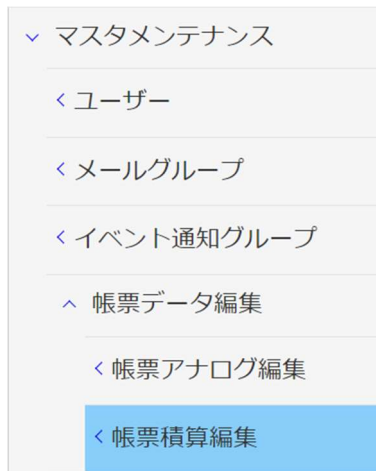 マスタメンテナンス
ユーザー
メールグループ
イベント通知グループ
帳票データ編集
帳票アナログ編集
帳票積算編集